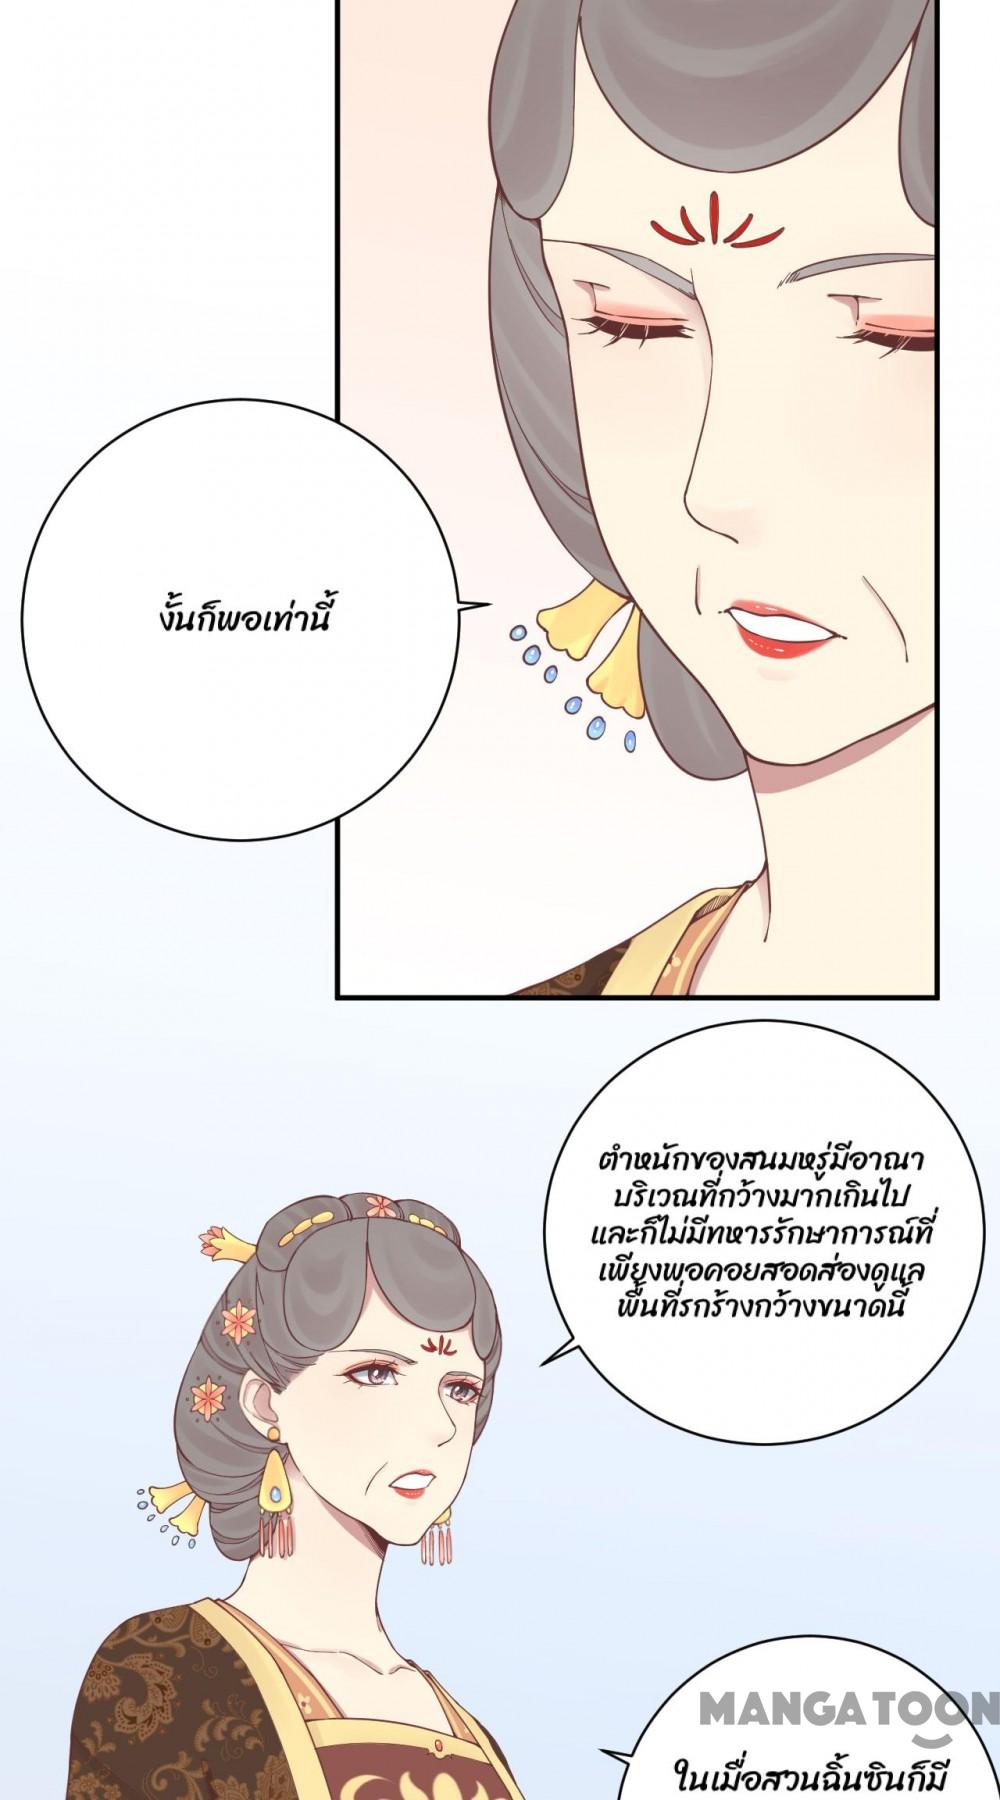 งั้นก็พอเท่านี้
ตำหนักของสนมหรู่มีอาณา
บริเวณที่กว้างมากเกินไป
และก็ไม่มีทหารรักษาการณ์ที่
เพียงพอคอยสอดส่องดูแล
พื้นที่รกร้างกว้างขนาดนี้
MANGATOON
ในเมื่อสวนฉิ้นซินก็มี